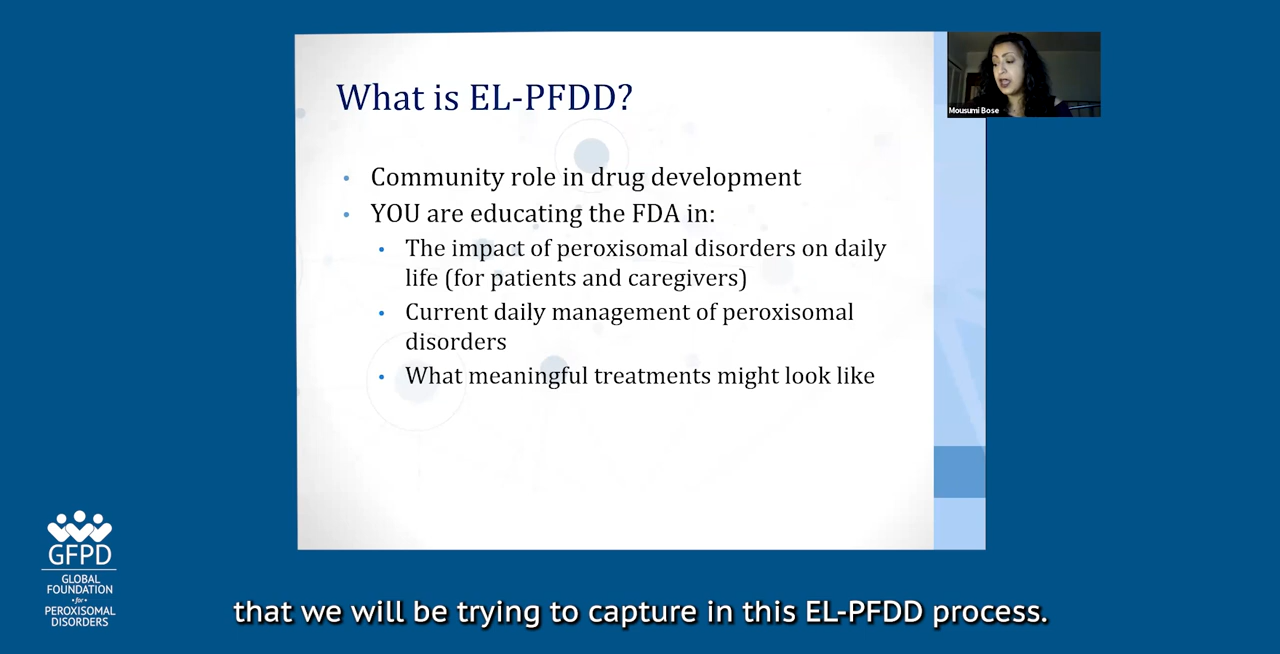 What is EL-PFDD?
Mousumi Bose
• Community role in drug development
• YOU are educating the FDA in:
• The impact of peroxisomal disorders on daily
life (for patients and caregivers)
• Current daily management of peroxisomal
disorders
• What meaningful treatments might look like
GFPD
GLOBAL
FOUNDATION
• for •
PEROXISOMAL
DISORDERS
that we will be trying to capture in this EL-PFDD process.